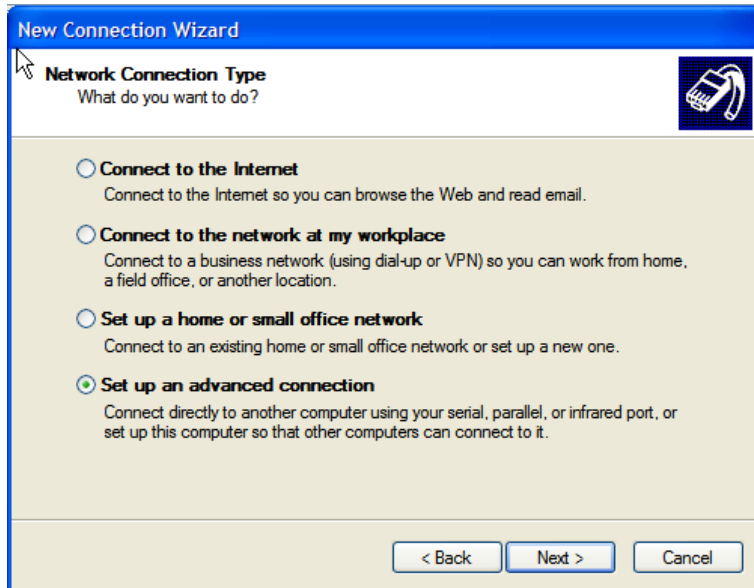 New Connection Wizard
Network Connection Type
What do you want to do?
Connect to the Internet
Connect to the Internet so you can browse the Web and read email.
Connect to the network at my workplace
Connect to a business network (using dial-up or VPN) so you can work from home,
a field office, or another location.
Set up a home or small office network
Connect to an existing home or small office network or set up a new one.
Set up an advanced connection
Connect directly to another computer using your serial, parallel, or infrared port, or
set up this computer so that other computers can connect to it.
< Back Next > Cancel